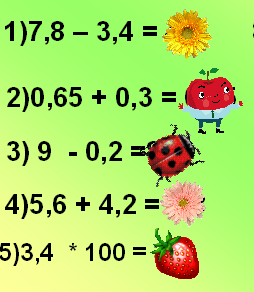 1)7,8 – 3,4 =
2)0,65 + 0,3 =
3) 9 - 0,2 =
4)5,6 + 4,2 =
5)3,4 * 100 =